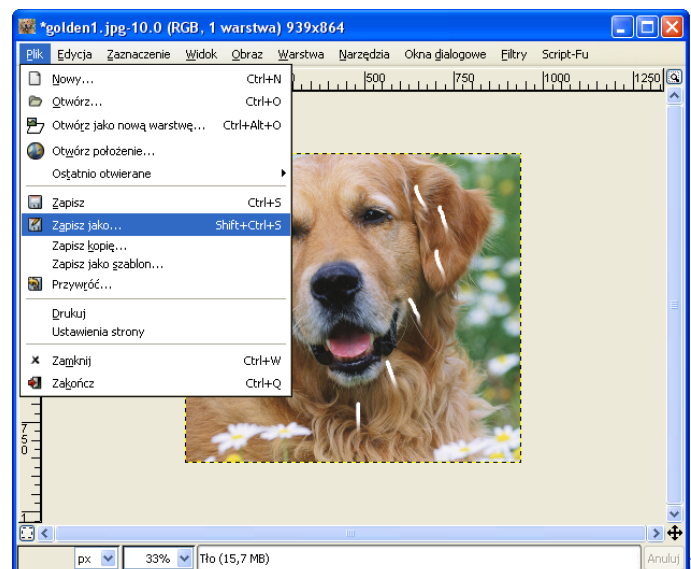 *golden1.jpg-10.0 (RGB, 1 warstwa) 939x864
Plik Edycja Zaznaczenie Widok Obraz Warstwa Narzędzia Okna dialogowe Filtry Script-Fu
Nowy... Ctrl+N
Otwórz... Ctrl+O
Otwórz jako nową warstwę... Ctrl+Alt+O
Otwórz położenie...
Ostatnio otwierane
Zapisz Ctrl+S
Zapisz jako... Shift+Ctrl+S
Zapisz kopię...
Zapisz jako szablon...
Przywróć...
Drukuj
Ustawienia strony
Zamknij Ctrl+W
Zakończ Ctrl+Q
500 750 1000 1250
750
1
px 33% Tło (15,7 MB) Anuluj